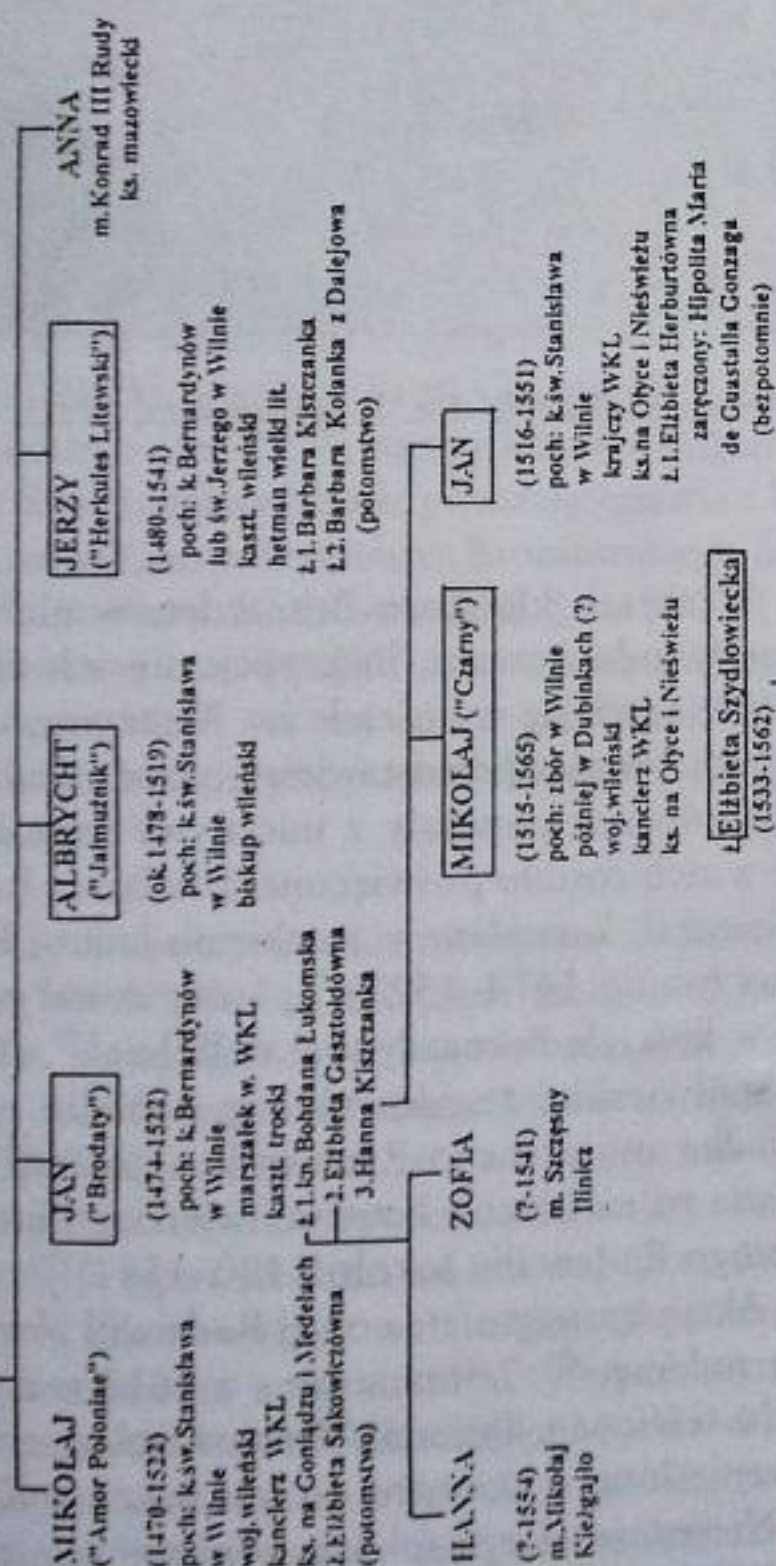 MIKOŁAJ
("Amor Poloniae")
(1470-1522)
poch: k.św.Stanisława
w Wilnie
woj.wileński
kanclerz WKL
ks. na Goniądzu i Medelach
ż.Elżbieta Sakowiczówna
(potomstwo)
JAN
("Brodaty")
(1474-1522)
poch: k.Bernardynów
w Wilnie
marszałek w. WKL
kaszt. trocki
ż.1.kn.Bohdana Łukomska
2.Elżbieta Gasztołdówna
3.Hanna Kiszczanka
ALBRYCHT
("Jałmużnik")
(ok.1478-1519)
poch: k.św.Stanisława
w Wilnie
biskup wileński
JERZY
("Herkules Litewski")
(1480-1541)
poch: k.Bernardynów
lub św.Jerzego w Wilnie
kaszt. wileński
hetman wielki lit.
ż.1.Barbara Kiszczanka
ż.2.Barbara Kolanka z Dalejowa
(potomstwo)
ANNA
m.Konrad III Rudy
ks. mazowiecki
HANNA
(?-1554)
m.Mikołaj
Kieżgajło
ZOFIA
(?-1541)
m. Szczęsny
Ilinicz
MIKOŁAJ ("Czarny")
(1515-1565)
poch: zbór w Wilnie
później w Dubinkach (?)
woj.wileński
kanclerz WKL
ks. na Ołyce i Nieświeżu
ż.Elżbieta Szydłowiecka
(1533-1562)
JAN
(1516-1551)
poch: k.św.Stanisława
w Wilnie
krajczy WKL
ks.na Ołyce i Nieświeżu
ż.1.Elżbieta Herburtówna
zaręczony: Hipolita Maria
de Guastalla Gonzaga
(bezpotomnie)